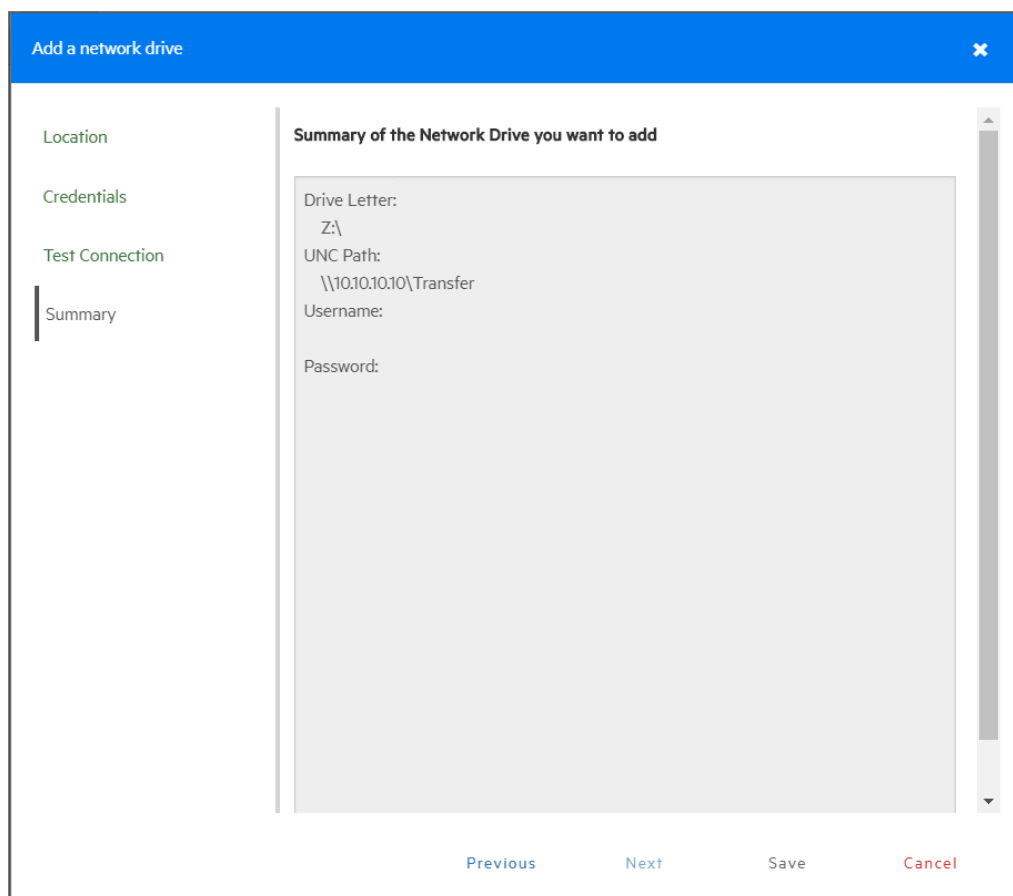 Add a network drive
Location
Credentials
Test Connection
Summary
Summary of the Network Drive you want to add
Drive Letter:
Z:\
UNC Path:
\\10.10.10.10\Transfer
Username:
Password:
Previous
Next
Save
Cancel